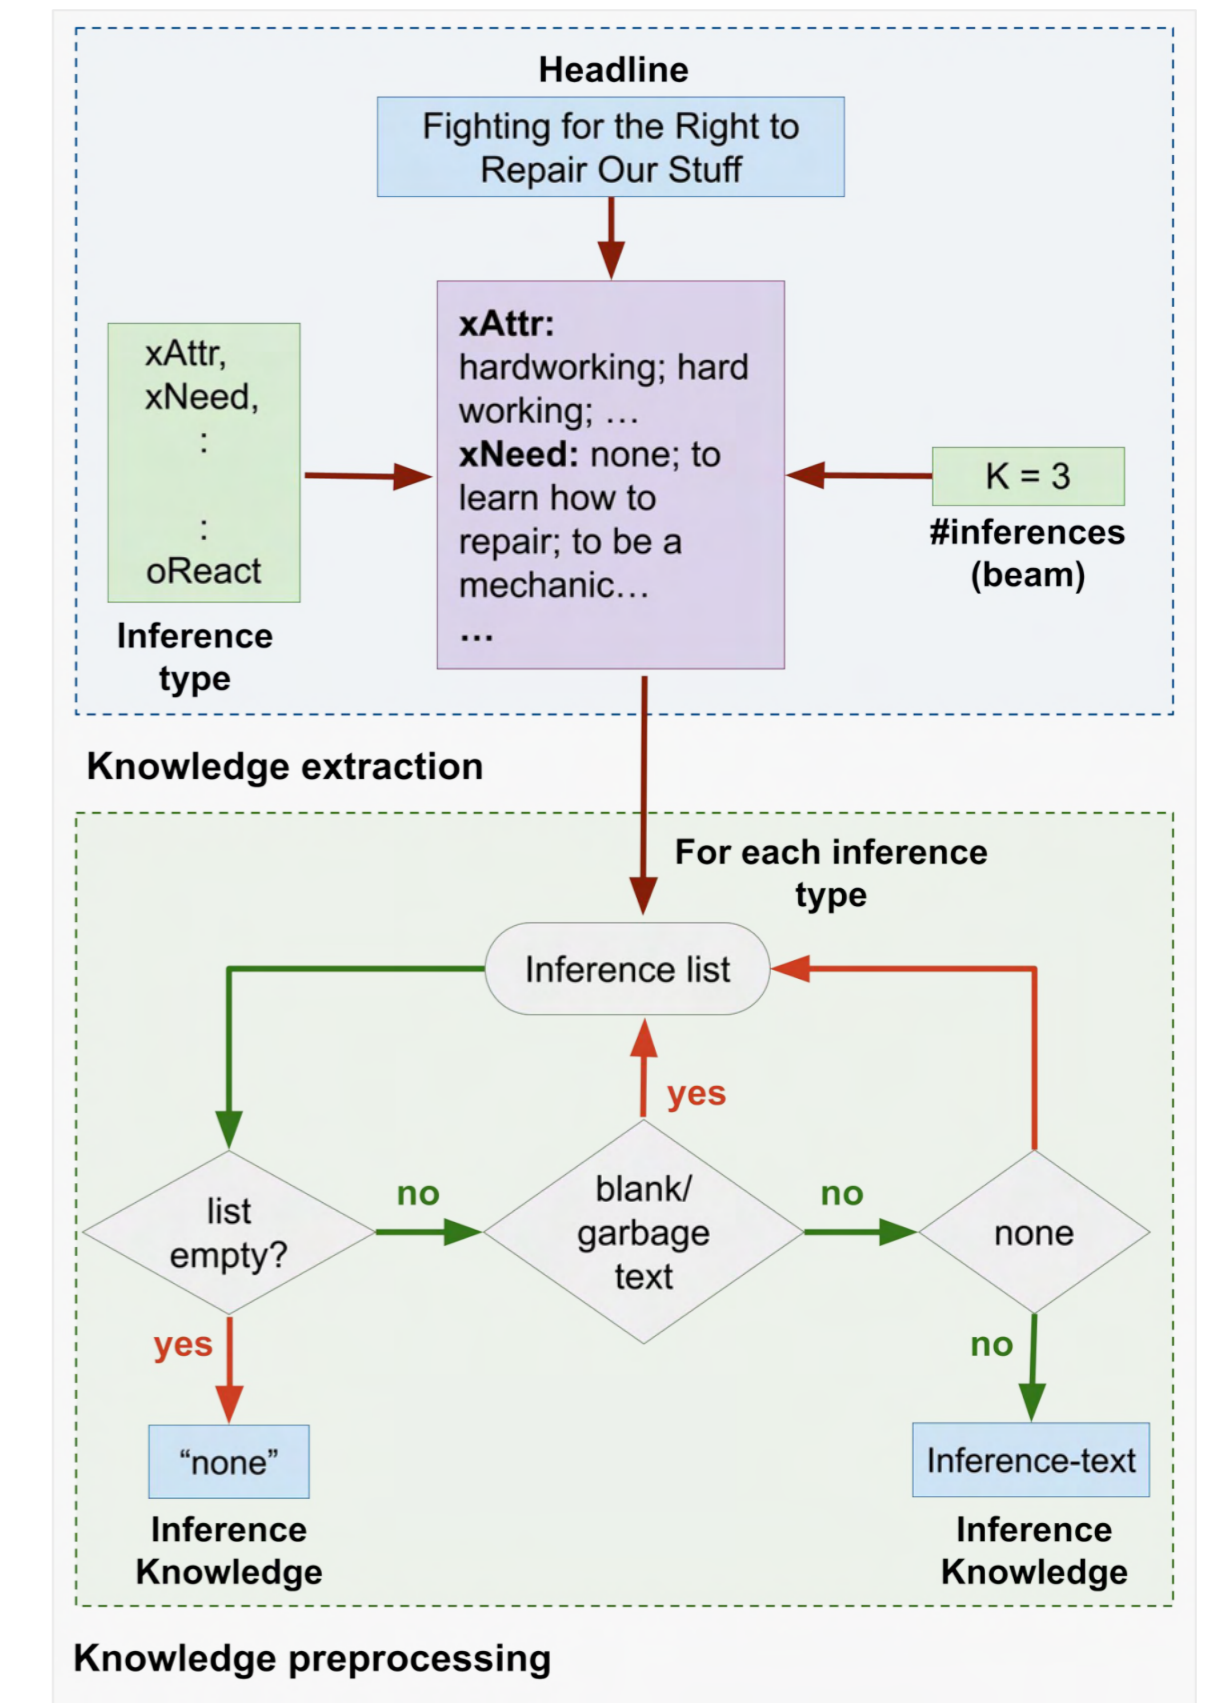 Headline
Fighting for the Right to
Repair Our Stuff
xAttr,
xNeed,
:
:
oReact
Inference
type
xAttr:
hardworking; hard
working; …
xNeed: none; to
learn how to
repair; to be a
mechanic…
…
K = 3
#inferences
(beam)
Knowledge extraction
For each inference
type
Inference list
yes
list
empty?
no
blank/
garbage
text
no
none
yes
no
“none”
Inference-text
Inference
Knowledge
Inference
Knowledge
Knowledge preprocessing